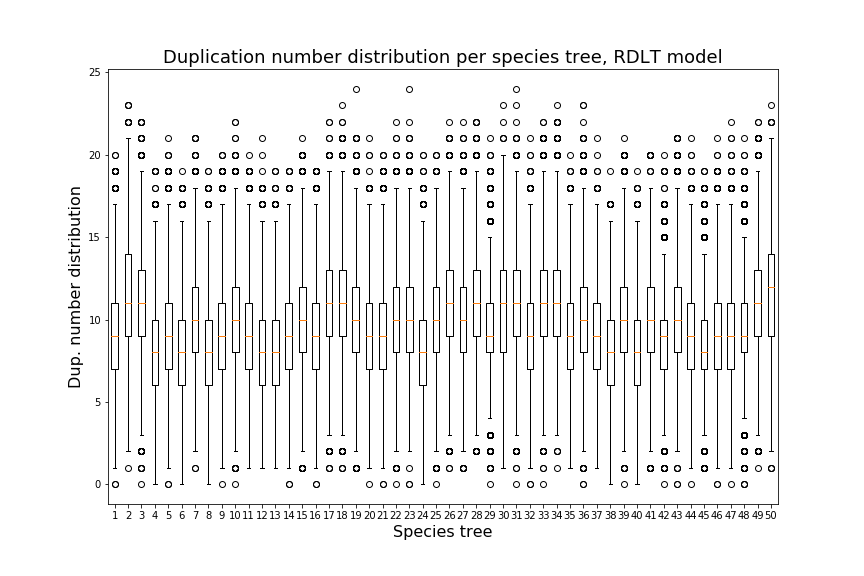 Duplication number distribution per species tree, RDLT model
25
20
15
10
5
0
Dup. number distribution
1 2 3 4 5 6 7 8 9 10 11 12 13 14 15 16 17 18 19 20 21 22 23 24 25 26 27 28 29 30 31 32 33 34 35 36 37 38 39 40 41 42 43 44 45 46 47 48 49 50
Species tree